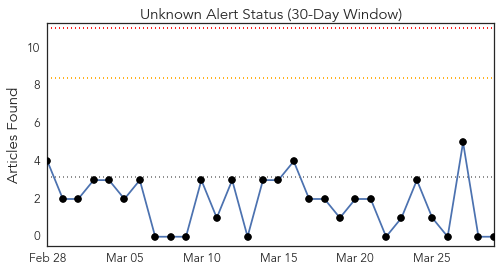 Unknown Alert Status (30-Day Window)
Articles Found
10
8
6
4
2
0
Feb 28 Mar 05 Mar 10 Mar 15 Mar 20 Mar 25